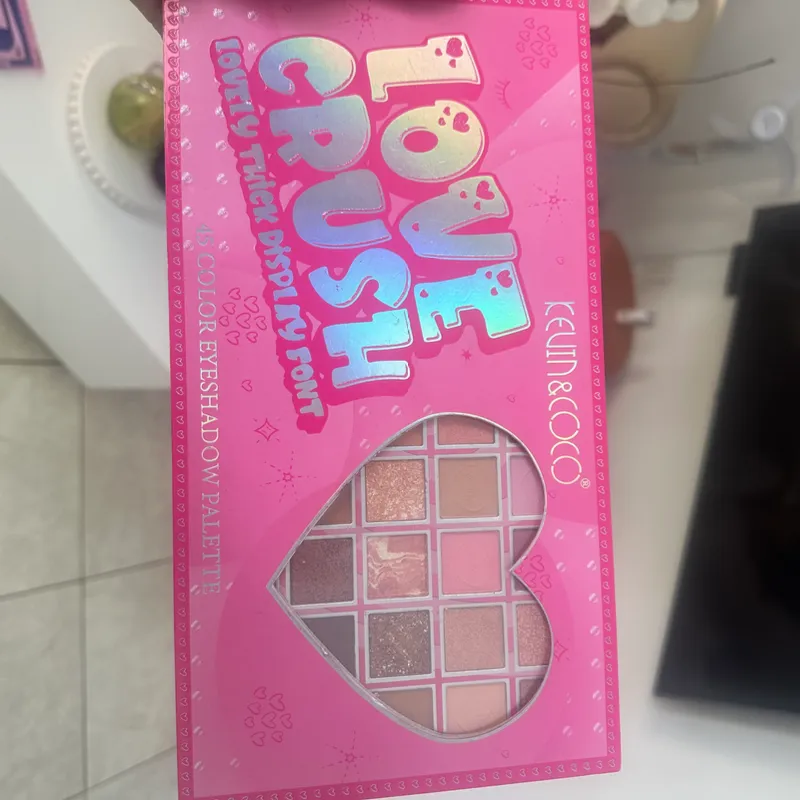 KEVIN&COCO®
LOVE
CRUSH
LOVELY THICK DISPLAY FONT
45 COLOR EYESHADOW PALETTE